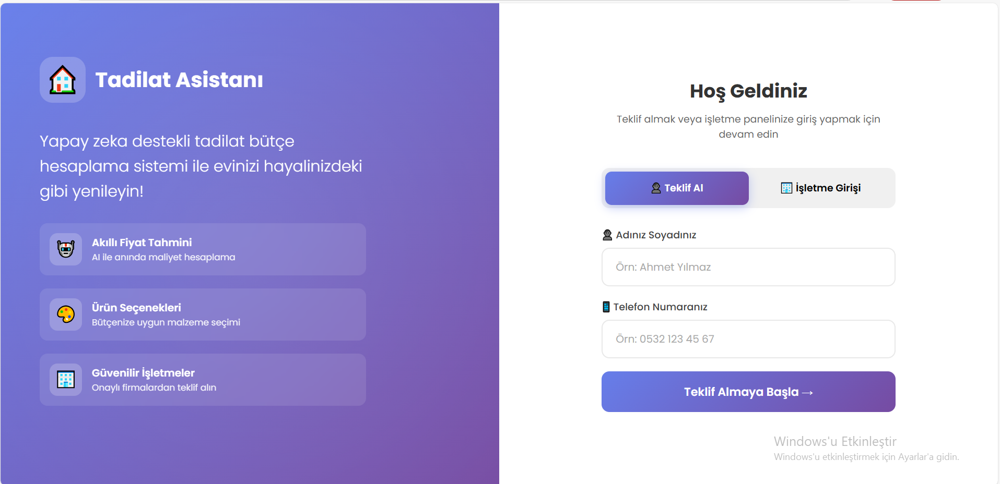 Tadilat Asistanı
Yapay zeka destekli tadilat bütçe
hesaplama sistemi ile evinizi hayalinizdeki
gibi yenileyin!
Akıllı Fiyat Tahmini
AI ile anında maliyet hesaplama
Ürün Seçenekleri
Bütçenize uygun malzeme seçimi
Güvenilir İşletmeler
Onaylı firmalardan teklif alın
Hoş Geldiniz
Teklif almak veya işletme panelinize giriş yapmak için
devam edin
Teklif Al
İşletme Girişi
Adınız Soyadınız
Örn: Ahmet Yılmaz
Telefon Numaranız
Örn: 0532 123 45 67
Teklif Almaya Başla →
Windows'u Etkinleştir
Windows'u etkinleştirmek için Ayarlar'a gidin.